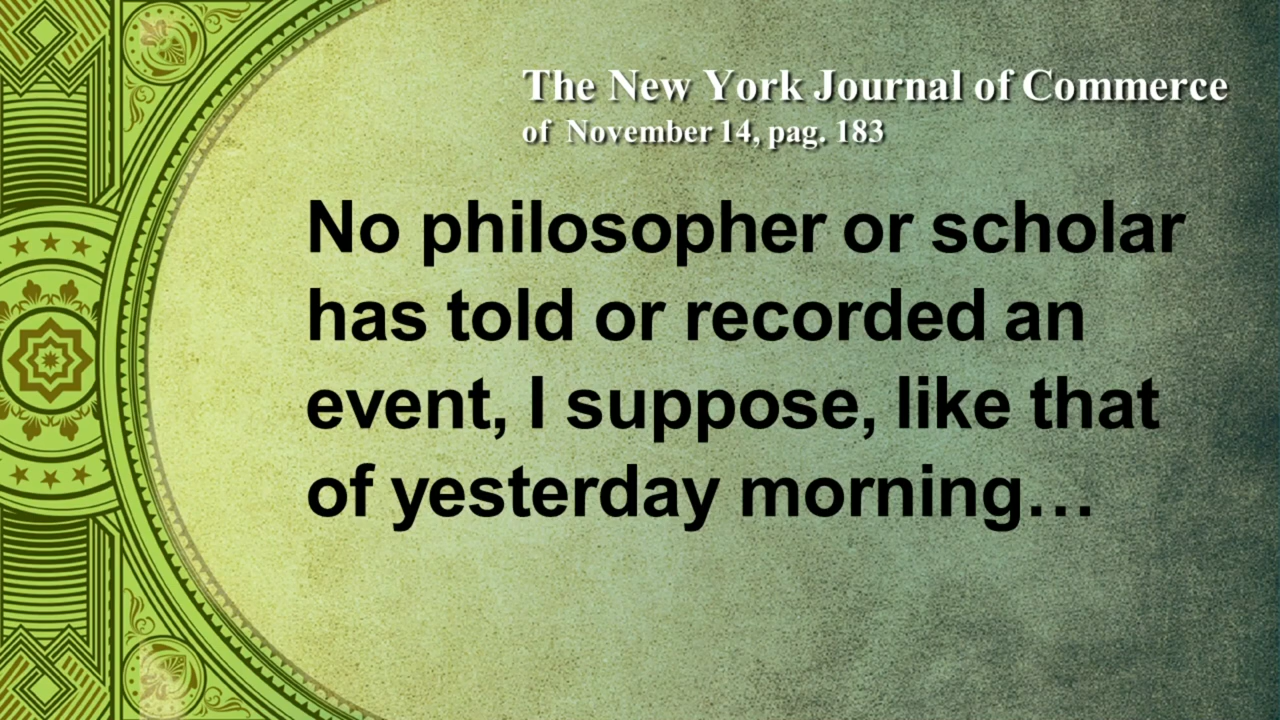 The New York Journal of Commerce
of November 14, pag. 183
No philosopher or scholar
has told or recorded an
event, I suppose, like that
of yesterday morning…